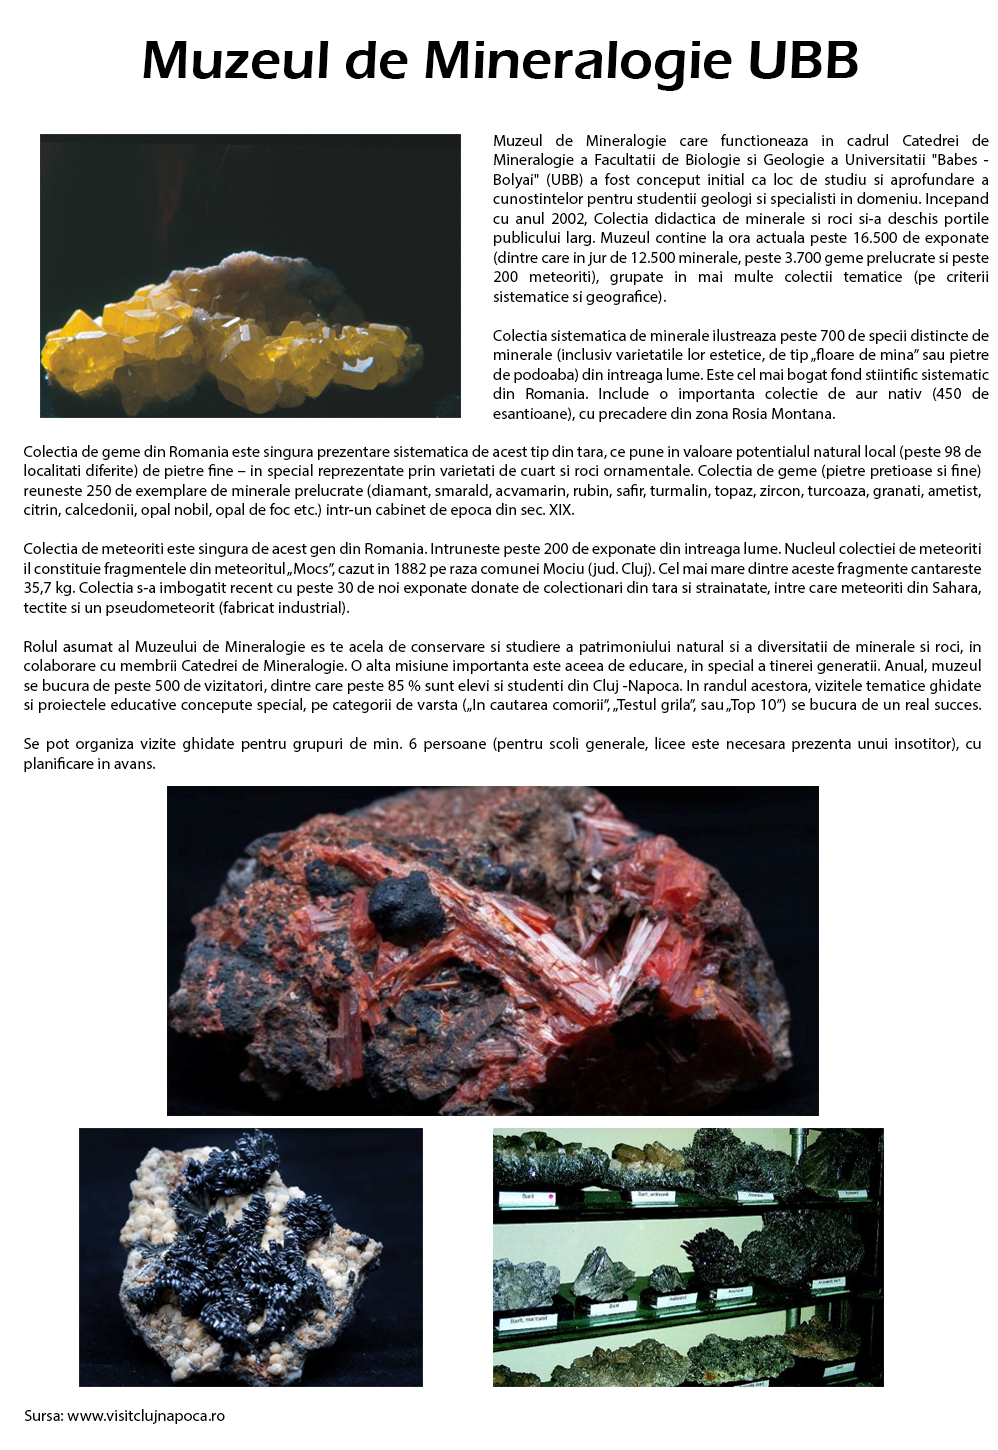 Muzeul de Mineralogie UBB
Muzeul de Mineralogie care functioneaza in cadrul Catedrei de
Mineralogie a Facultatii de Biologie si Geologie a Universitatii "Babes -
Bolyai" (UBB) a fost conceput initial ca loc de studiu si aprofundare a
cunostintelor pentru studentii geologi si specialisti in domeniu. Incepand
cu anul 2002, Colectia didactica de minerale si roci si-a deschis portile
publicului larg. Muzeul contine la ora actuala peste 16.500 de exponate
(dintre care in jur de 12.500 minerale, peste 3.700 geme prelucrate si peste
200 meteoriti), grupate in mai multe colectii tematice (pe criterii
sistematice si geografice).
Colectia sistematica de minerale ilustreaza peste 700 de specii distincte de
minerale (inclusiv varietatile lor estetice, de tip „floare de mina” sau pietre
de podoaba) din intreaga lume. Este cel mai bogat fond stiintific sistematic
din Romania. Include o importanta colectie de aur nativ (450 de
esantioane), cu precadere din zona Rosia Montana.
Colectia de geme din Romania este singura prezentare sistematica de acest tip din tara, ce pune in valoare potentialul natural local (peste 98 de
localitati diferite) de pietre fine – in special reprezentate prin varietati de cuart si roci ornamentale. Colectia de geme (pietre pretioase si fine)
reuneste 250 de exemplare de minerale prelucrate (diamant, smarald, acvamarin, rubin, safir, turmalin, topaz, zircon, turcoaza, granati, ametist,
citrin, calcedonii, opal nobil, opal de foc etc.) intr-un cabinet de epoca din sec. XIX.
Colectia de meteoriti este singura de acest gen din Romania. Intruneste peste 200 de exponate din intreaga lume. Nucleul colectiei de meteoriti
il constituie fragmentele din meteoritul „Mocs”, cazut in 1882 pe raza comunei Mociu (jud. Cluj). Cel mai mare dintre aceste fragmente cantareste
35,7 kg. Colectia s-a imbogatit recent cu peste 30 de noi exponate donate de colectionari din tara si strainatate, intre care meteoriti din Sahara,
tectite si un pseudometeorit (fabricat industrial).
Rolul asumat al Muzeului de Mineralogie es te acela de conservare si studiere a patrimoniului natural si a diversitatii de minerale si roci, in
colaborare cu membrii Catedrei de Mineralogie. O alta misiune importanta este aceea de educare, in special a tinerei generatii. Anual, muzeul
se bucura de peste 500 de vizitatori, dintre care peste 85 % sunt elevi si studenti din Cluj -Napoca. In randul acestora, vizitele tematice ghidate
si proiectele educative concepute special, pe categorii de varsta („In cautarea comorii”, „Testul grila”, sau „Top 10”) se bucura de un real succes.
Se pot organiza vizite ghidate pentru grupuri de min. 6 persoane (pentru scoli generale, licee este necesara prezenta unui insotitor), cu
planificare in avans.
Sursa: www.visitclujnapoca.ro